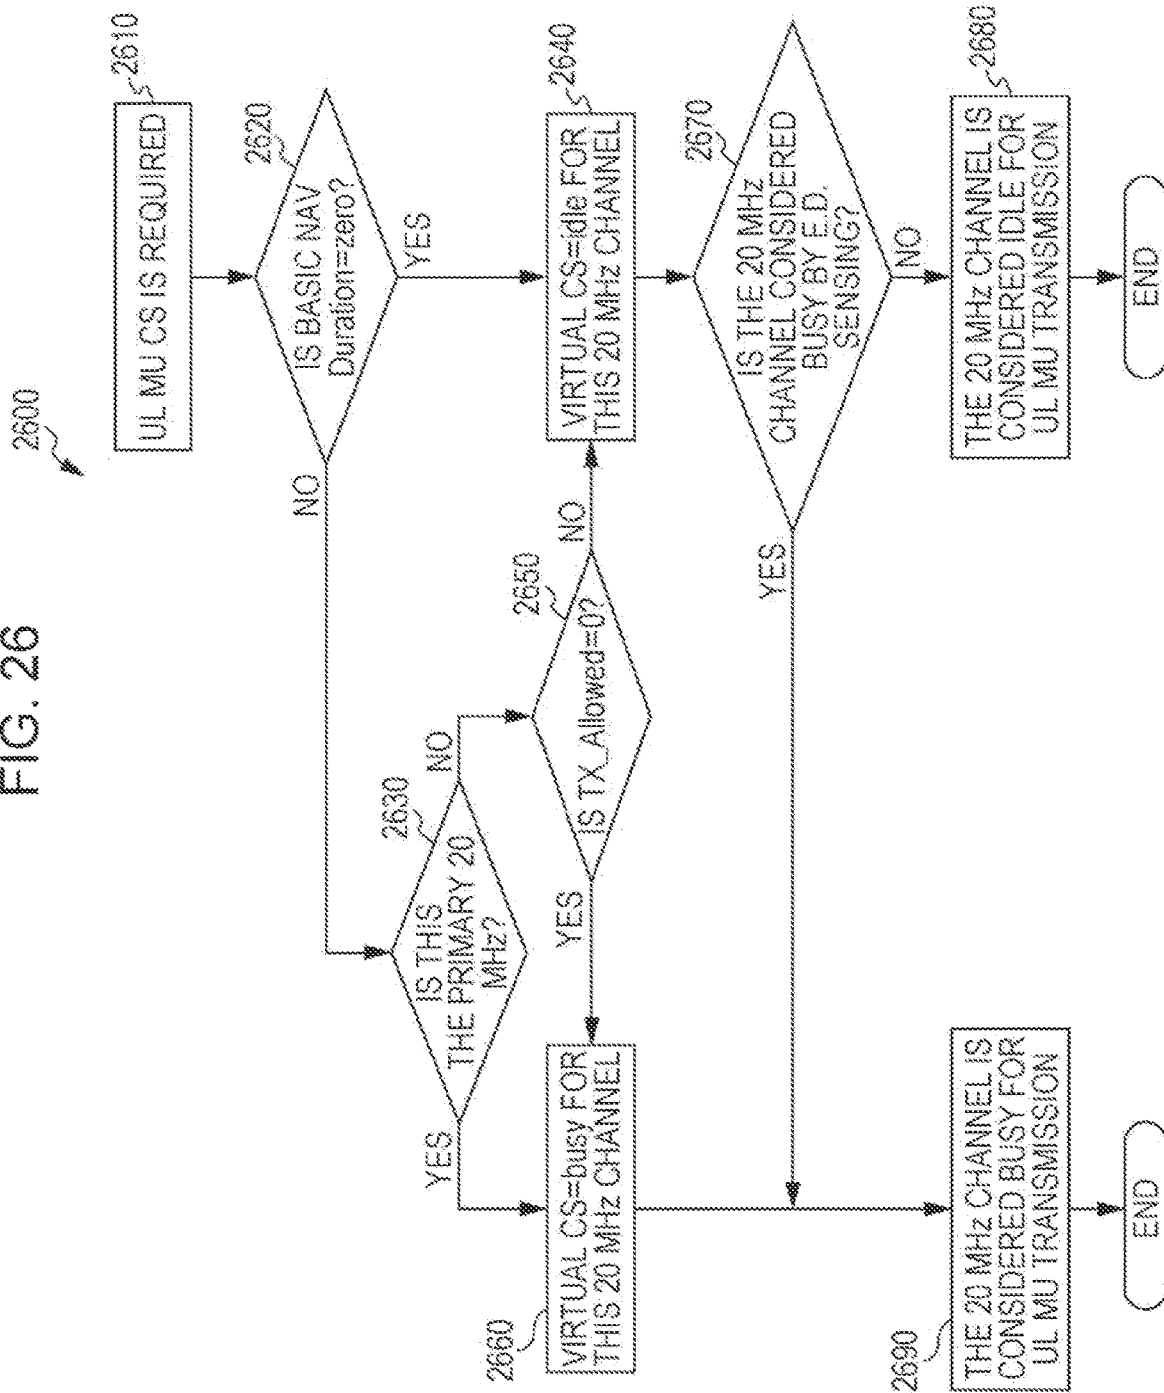 FIG. 26
2600
UL MU CS IS REQUIRED
2610
IS BASIC NAV
Duration=zero?
2620
NO
YES
IS THIS
THE PRIMARY 20
MHz?
2630
YES
NO
IS TX_Allowed=0?
2650
YES
NO
VIRTUAL CS=busy FOR
THIS 20 MHz CHANNEL
2660
VIRTUAL CS=idle FOR
THIS 20 MHz CHANNEL
2640
IS THE 20 MHz
CHANNEL CONSIDERED
BUSY BY E.D.
SENSING?
2670
YES
NO
THE 20 MHz CHANNEL IS
CONSIDERED BUSY FOR
UL MU TRANSMISSION
2690
THE 20 MHz CHANNEL IS
CONSIDERED IDLE FOR
UL MU TRANSMISSION
2680
END
END